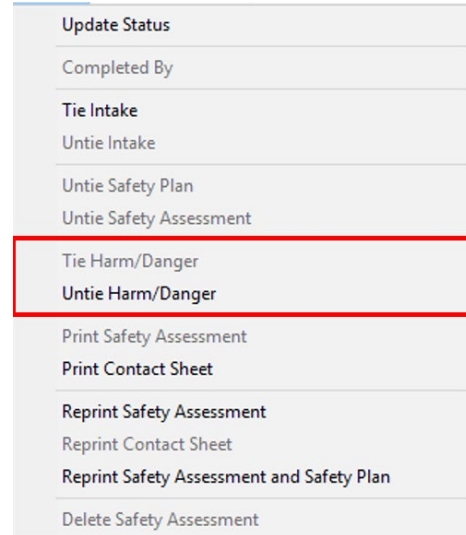 Update Status
Completed By
Tie Intake
Untie Intake
Untie Safety Plan
Untie Safety Assessment
Tie Harm/Danger
Untie Harm/Danger
Print Safety Assessment
Print Contact Sheet
Reprint Safety Assessment
Reprint Contact Sheet
Reprint Safety Assessment and Safety Plan
Delete Safety Assessment